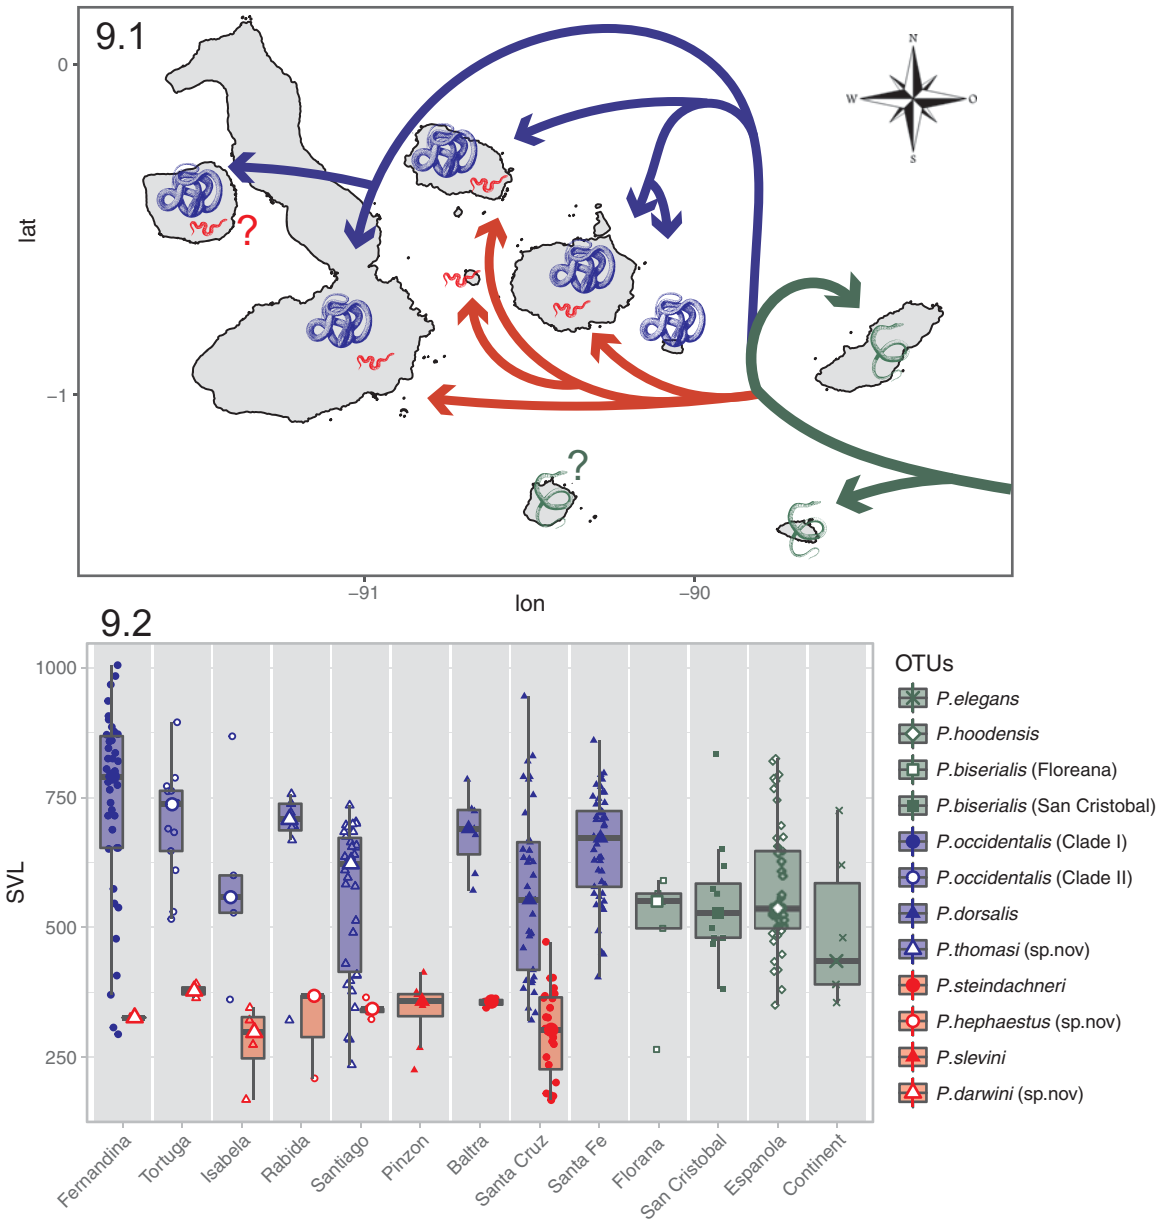 9.1
N
W
O
S
0
−1
lat
?
?
−91
−90
lon
9.2
1000
750
500
250
SVL
Fernandina
Tortuga
Isabela
Rabida
Santiago
Pinzon
Baltra
Santa Cruz
Santa Fe
Florana
San Cristobal
Espanola
Continent
OTUs
P.elegans
P.hoodensis
P.biserialis (Floreana)
P.biserialis (San Cristobal)
P.occidentalis (Clade I)
P.occidentalis (Clade II)
P.dorsalis
P.thomasi (sp.nov)
P.steindachneri
P.hephaestus (sp.nov)
P.slevini
P.darwini (sp.nov)